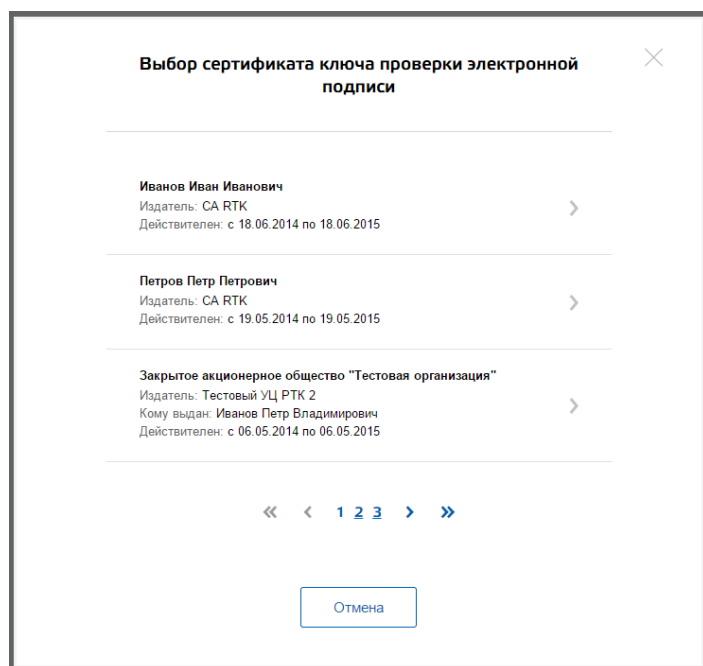 Выбор сертификата ключа проверки электронной
подписи
Иванов Иван Иванович
Издатель: CA RTK
Действителен: с 18.06.2014 по 18.06.2015
Петров Петр Петрович
Издатель: CA RTK
Действителен: с 19.05.2014 по 19.05.2015
Закрытое акционерное общество "Тестовая организация"
Издатель: Тестовый УЦ РТК 2
Кому выдан: Иванов Петр Владимирович
Действителен: с 06.05.2014 по 06.05.2015
« ‹ 1 2 3 › »
Отмена